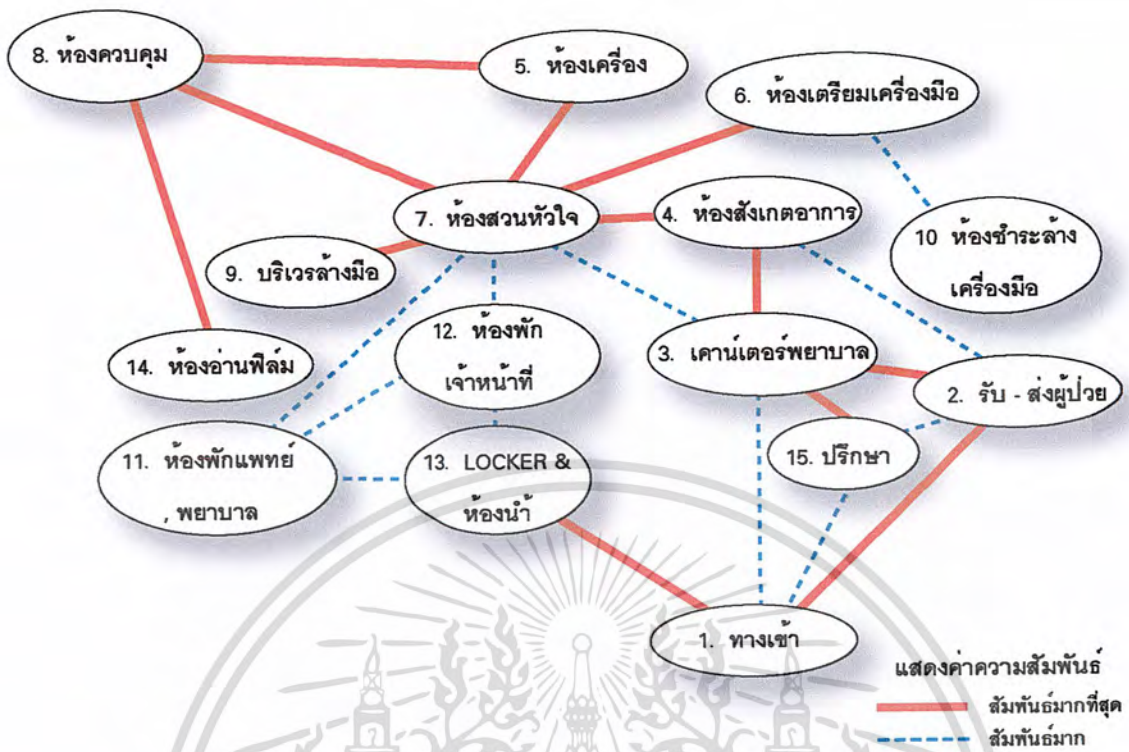 8. ห้องควบคุม
5. ห้องเครื่อง
6. ห้องเตรียมเครื่องมือ
7. ห้องสวนหัวใจ
4. ห้องสังเกตอาการ
10 ห้องชำระล้าง
เครื่องมือ
9. บริเวรล้างมือ
12. ห้องพัก
เจ้าหน้าที่
3. เคาน์เตอร์พยาบาล
14. ห้องอ่านฟิล์ม
2. รับ - ส่งผู้ป่วย
11. ห้องพักแพทย์
, พยาบาล
13. LOCKER &
ห้องน้ำ
15. ปรึกษา
1. ทางเข้า
แสดงค่าความสัมพันธ์
สัมพันธ์มากที่สุด
สัมพันธ์มาก